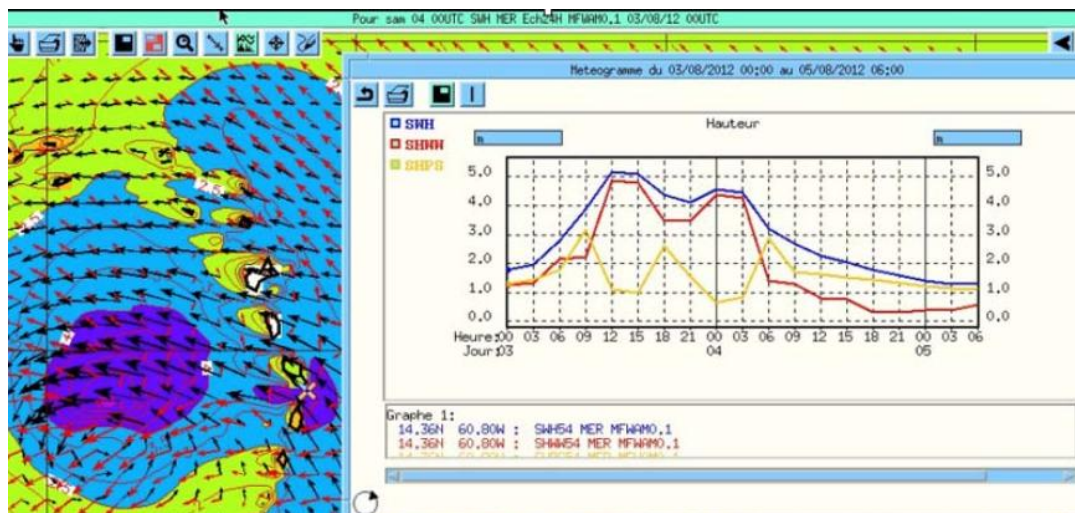 Pour sam 04 00UTC SWH MER Ech24H MFWAM0.1 03/08/12 00UTC
Meteogramme du 03/08/2012 00:00 au 05/08/2012 06:00
SWH
SHWW
SHPS
Hauteur
m
m
5.0
4.0
3.0
2.0
1.0
0.0
5.0
4.0
3.0
2.0
1.0
0.0
Heure:00 03 06 09 12 15 18 21 00 03 06 09 12 15 18 21 00 03 06
Jour:03 04 05
Graphe 1:
14.36N 60.80W : SWH54 MER MFWAM0.1
14.36N 60.80W : SHWW54 MER MFWAM0.1
2.5